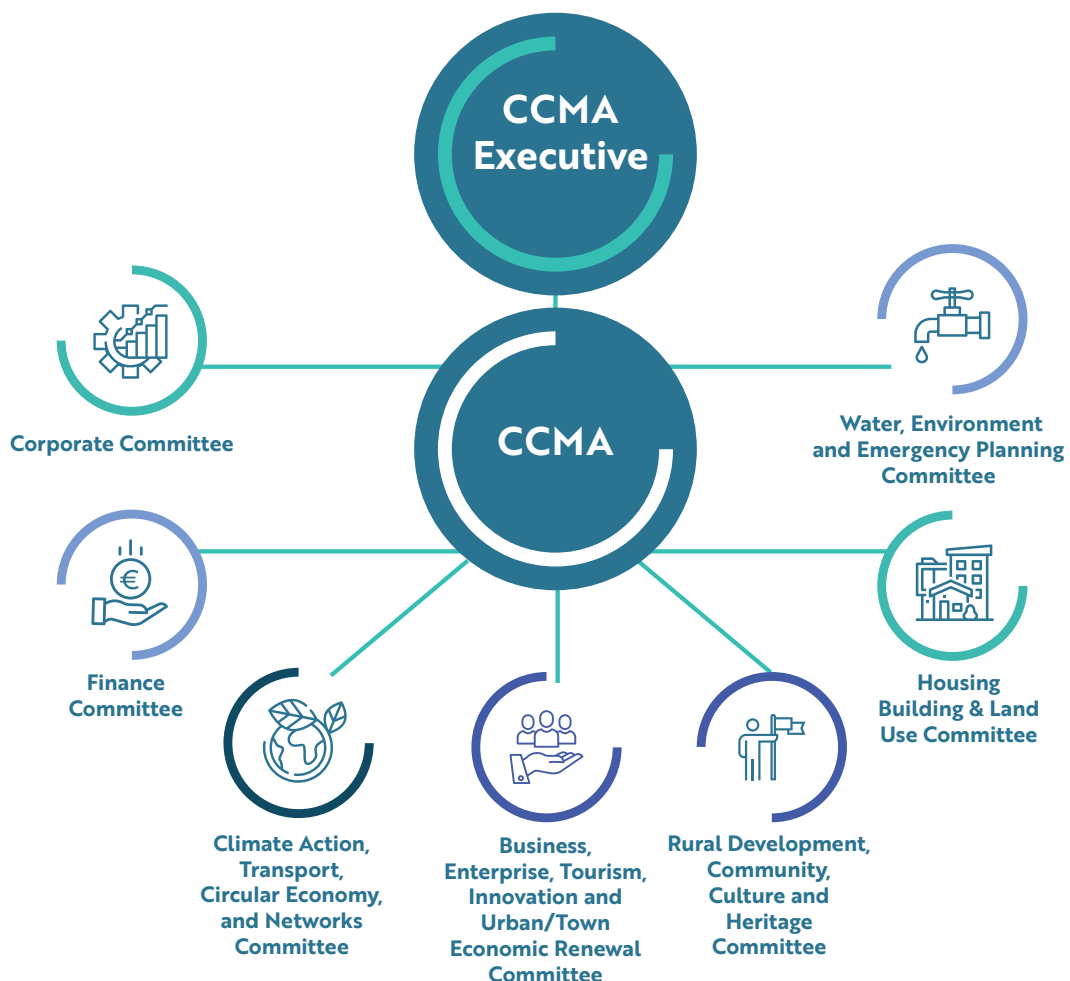 CCMA
Executive
CCMA
Corporate Committee
Water, Environment
and Emergency Planning
Committee
€
Finance
Committee
Housing
Building & Land
Use Committee
Climate Action,
Transport,
Circular Economy,
and Networks
Committee
Business,
Enterprise, Tourism,
Innovation and
Urban/Town
Economic Renewal
Committee
Rural Development,
Community,
Culture and
Heritage
Committee